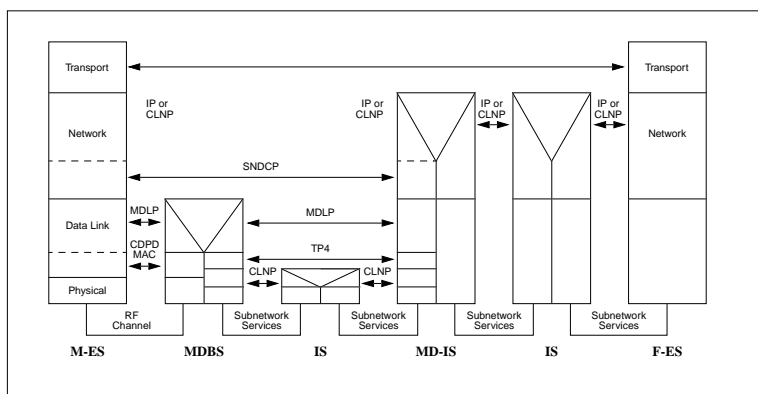 Transport
Transport
IP or
CLNP
IP or
CLNP
IP or
CLNP
IP or
CLNP
Network
Network
SNDCP
MDLP
MDLP
Data Link
CDPD
MAC
TP4
CLNP
CLNP
Physical
RF
Channel
Subnetwork
Services
Subnetwork
Services
Subnetwork
Services
Subnetwork
Services
M-ES
MDBS
IS
MD-IS
IS
F-ES